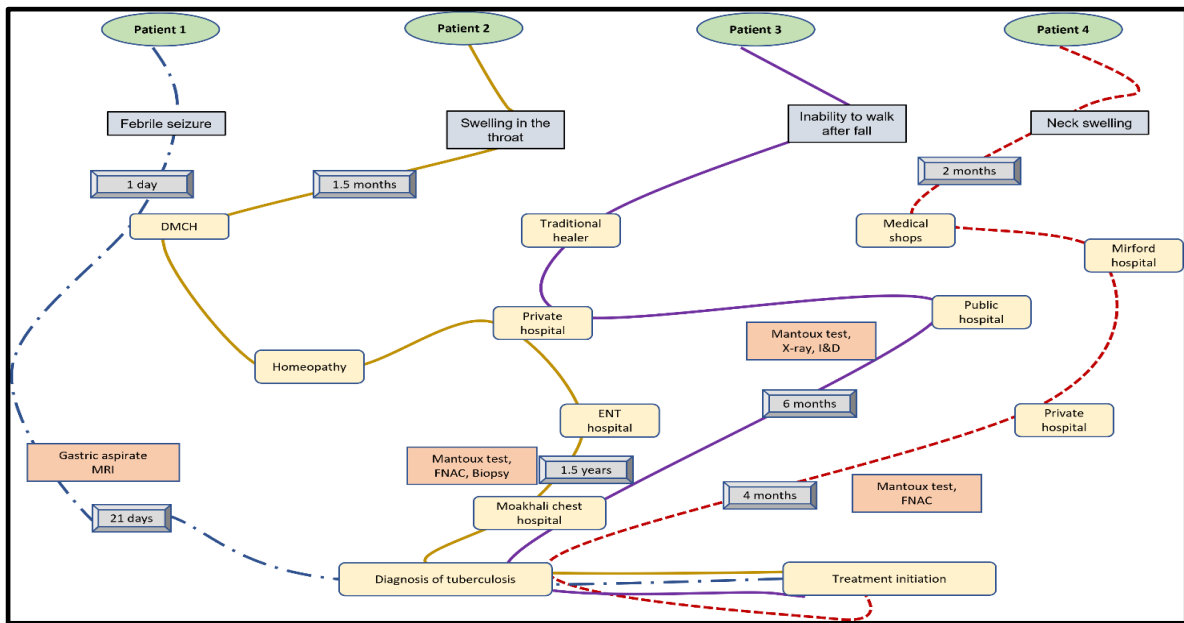 Patient 1
Patient 2
Patient 3
Patient 4
Febrile seizure
Swelling in the
throat
Inability to walk
after fall
Neck swelling
1 day
1.5 months
2 months
DMCH
Traditional
healer
Medical
shops
Mirford
hospital
Private
hospital
Public
hospital
Mantoux test,
X-ray, I&D
Homeopathy
6 months
ENT
hospital
Private
hospital
Gastric aspirate
MRI
Mantoux test,
FNAC, Biopsy
1.5 years
4 months
Mantoux test,
FNAC
21 days
Moakhali chest
hospital
Diagnosis of tuberculosis
Treatment initiation